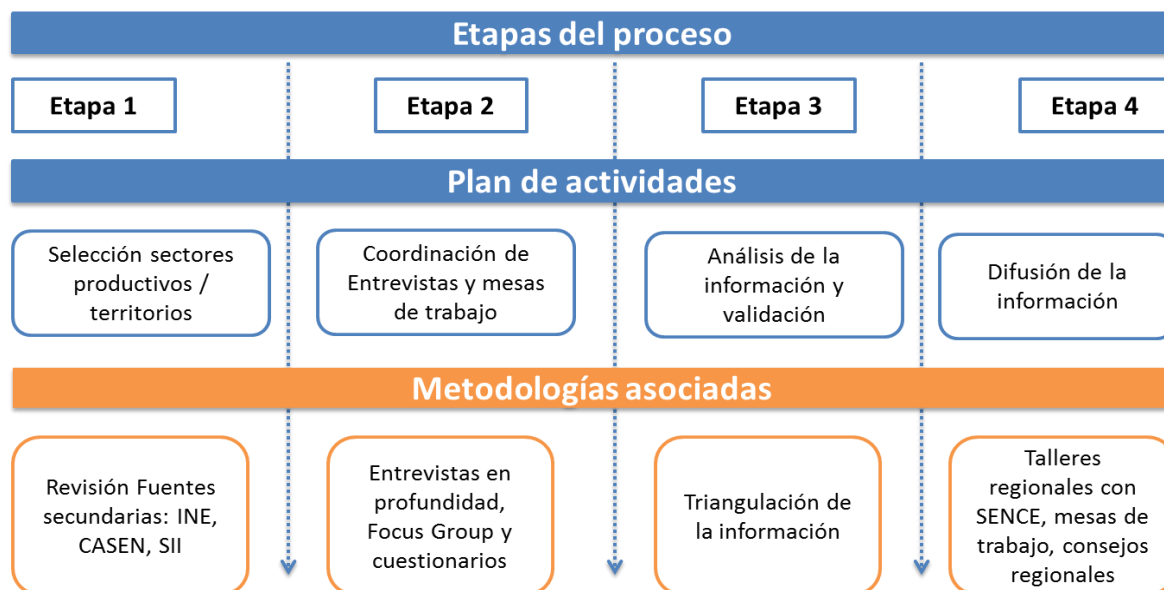 Etapas del proceso
Etapa 1
Etapa 2
Etapa 3
Etapa 4
Plan de actividades
Selección sectores
productivos /
territorios
Coordinación de
Entrevistas y mesas
de trabajo
Análisis de la
información y
validación
Difusión de la
información
Metodologías asociadas
Revisión Fuentes
secundarias: INE,
CASEN, SII
Entrevistas en
profundidad,
Focus Group y
cuestionarios
Triangulación de
la información
Talleres
regionales con
SENCE, mesas de
trabajo, consejos
regionales